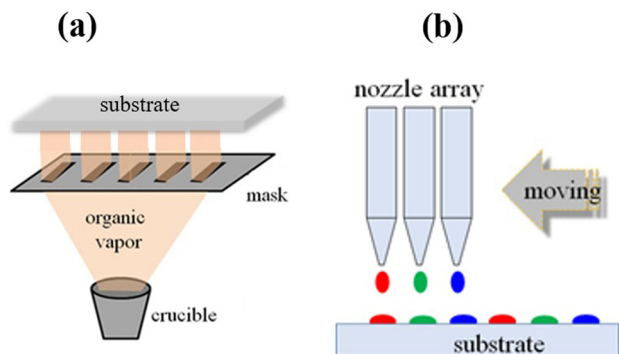 (a)
substrate
mask
organic
vapor
crucible
(b)
nozzle array
moving
substrate